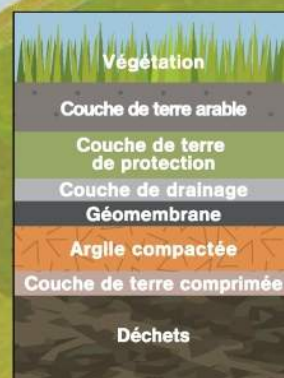 Végétation
Couche de terre arable
Couche de terre
de protection
Couche de drainage
Géomembrane
Argile compactée
Couche de terre comprimée
Déchets